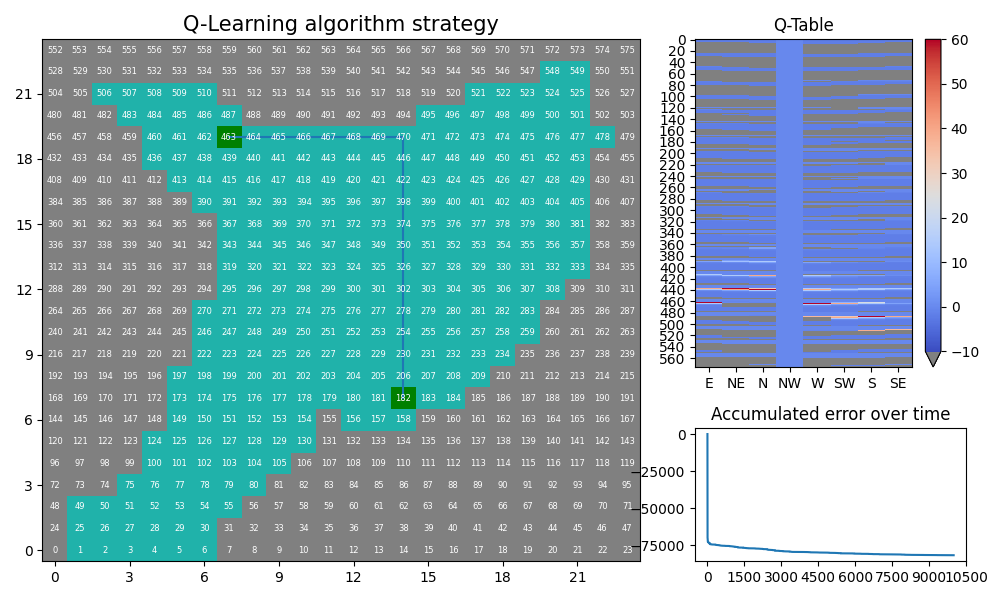 Q-Learning algorithm strategy
552 553 554 555 556 557 558 559 560 561 562 563 564 565 566 567 568 569 570 571 572 573 574 575
528 529 530 531 532 533 534 535 536 537 538 539 540 541 542 543 544 545 546 547 548 549 550 551
21 504 505 506 507 508 509 510 511 512 513 514 515 516 517 518 519 520 521 522 523 524 525 526 527
480 481 482 483 484 485 486 487 488 489 490 491 492 493 494 495 496 497 498 499 500 501 502 503
456 457 458 459 460 461 462 463 464 465 466 467 468 469 470 471 472 473 474 475 476 477 478 479
18 432 433 434 435 436 437 438 439 440 441 442 443 444 445 446 447 448 449 450 451 452 453 454 455
408 409 410 411 412 413 414 415 416 417 418 419 420 421 422 423 424 425 426 427 428 429 430 431
384 385 386 387 388 389 390 391 392 393 394 395 396 397 398 399 400 401 402 403 404 405 406 407
15 360 361 362 363 364 365 366 367 368 369 370 371 372 373 374 375 376 377 378 379 380 381 382 383
336 337 338 339 340 341 342 343 344 345 346 347 348 349 350 351 352 353 354 355 356 357 358 359
312 313 314 315 316 317 318 319 320 321 322 323 324 325 326 327 328 329 330 331 332 333 334 335
12 288 289 290 291 292 293 294 295 296 297 298 299 300 301 302 303 304 305 306 307 308 309 310 311
264 265 266 267 268 269 270 271 272 273 274 275 276 277 278 279 280 281 282 283 284 285 286 287
240 241 242 243 244 245 246 247 248 249 250 251 252 253 254 255 256 257 258 259 260 261 262 263
9 216 217 218 219 220 221 222 223 224 225 226 227 228 229 230 231 232 233 234 235 236 237 238 239
192 193 194 195 196 197 198 199 200 201 202 203 204 205 206 207 208 209 210 211 212 213 214 215
168 169 170 171 172 173 174 175 176 177 178 179 180 181 182 183 184 185 186 187 188 189 190 191
6 144 145 146 147 148 149 150 151 152 153 154 155 156 157 158 159 160 161 162 163 164 165 166 167
120 121 122 123 124 125 126 127 128 129 130 131 132 133 134 135 136 137 138 139 140 141 142 143
96 97 98 99 100 101 102 103 104 105 106 107 108 109 110 111 112 113 114 115 116 117 118 119
3 72 73 74 75 76 77 78 79 80 81 82 83 84 85 86 87 88 89 90 91 92 93 94 95
48 49 50 51 52 53 54 55 56 57 58 59 60 61 62 63 64 65 66 67 68 69 70 71
24 25 26 27 28 29 30 31 32 33 34 35 36 37 38 39 40 41 42 43 44 45 46 47
0 0 1 2 3 4 5 6 7 8 9 10 11 12 13 14 15 16 17 18 19 20 21 22 23
0 3 6 9 12 15 18 21
Q-Table
0
20
40
60
80
100
120
140
160
180
200
220
240
260
280
300
320
340
360
380
400
420
440
460
480
500
520
540
560
E NE N NW W SW S SE
60
50
40
30
20
10
0
−10
Accumulated error over time
0
−25000
−50000
−75000
0 1500 3000 4500 6000 7500 9000 10500